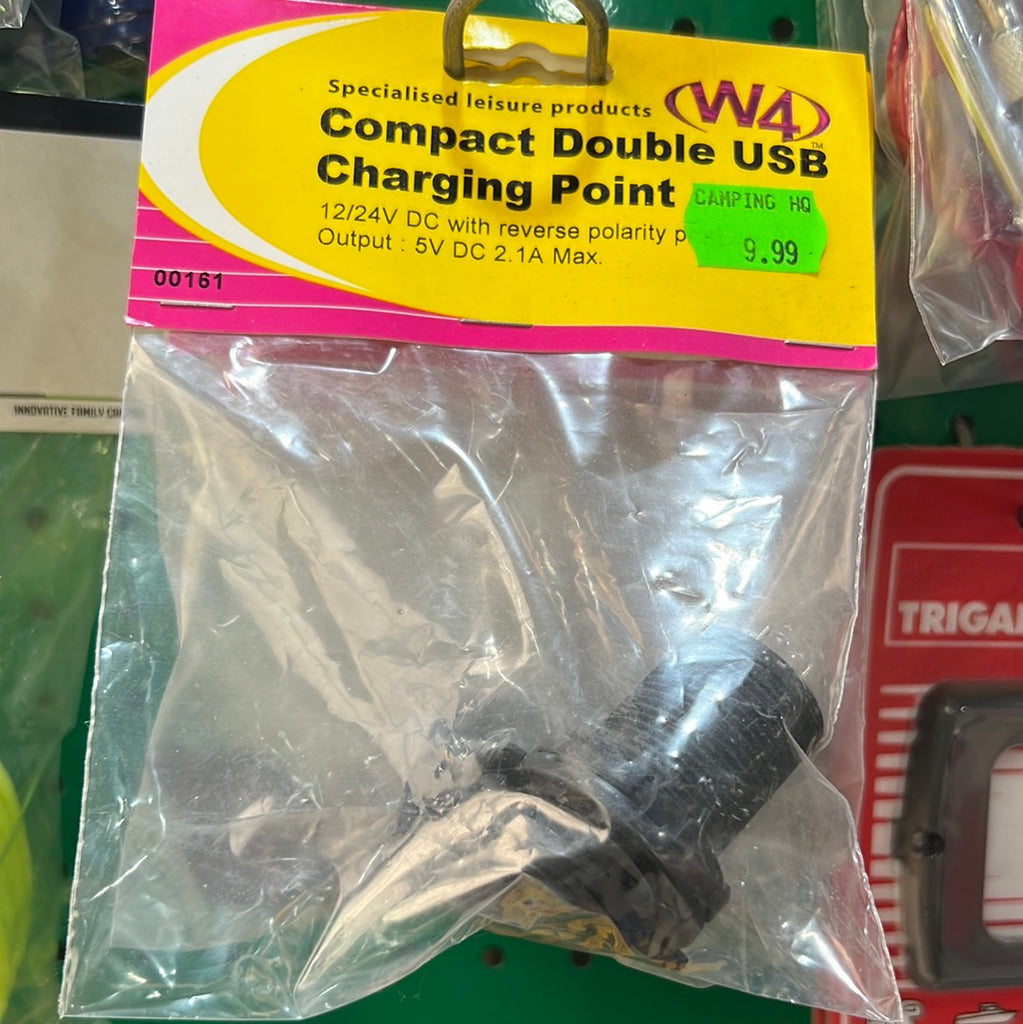 Specialised leisure products
W4
TM
Compact Double USB
Charging Point
CAMPING HQ
9.99
12/24V DC with reverse polarity
Output : 5V DC 2.1A Max.
00161
INNOVATIVE FAMILY